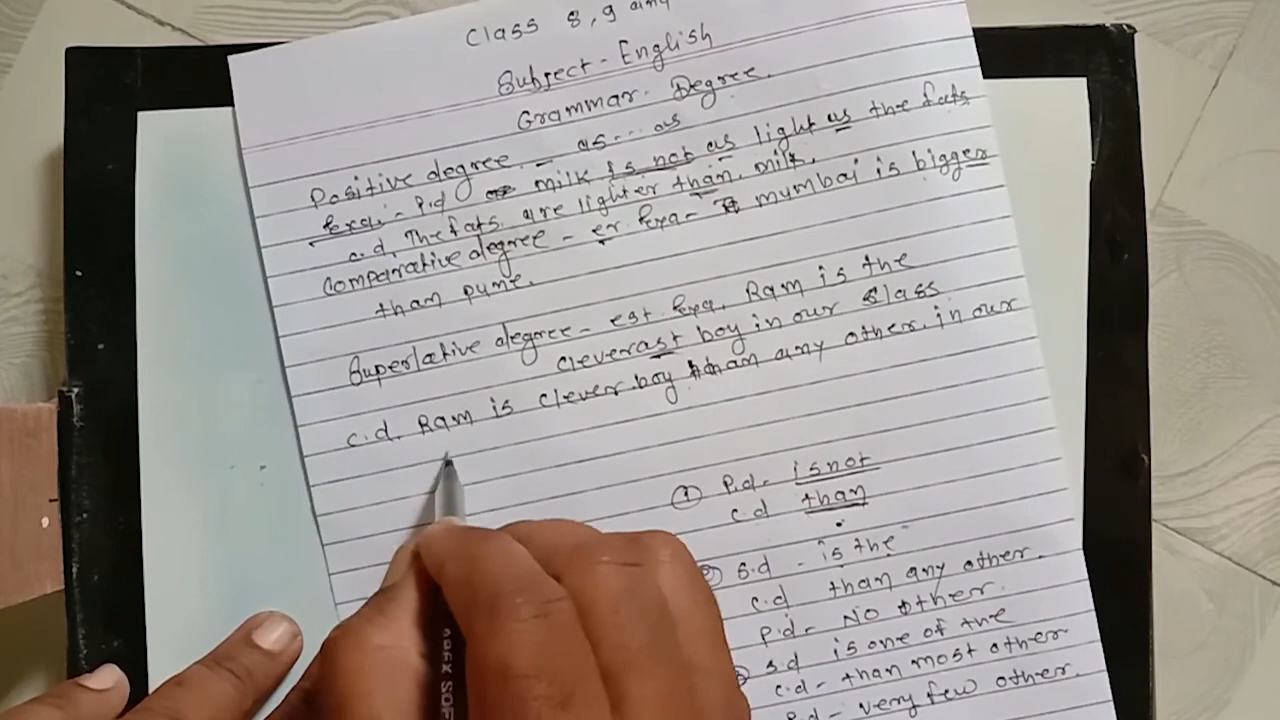 Class 8, 9 any
Subject - English
Grammar. Degree.
Positive degree. - as... as
Exa:- P.d milk is not as light as the fats
c.d. The fats. are lighter than. milk.
Comparative degree - er. Exa- mumbai is bigger
than pune.
Superlative degree - est. Exa. Ram is the
cleverast boy in our class
c.d. Ram is clever boy than any other. in our
① P.d. is not
c.d than
② S.d - is the
c.d than any other.
P.d - No other.
s.d is one of the
c.d - than most other
P.d - very few other.
SOF